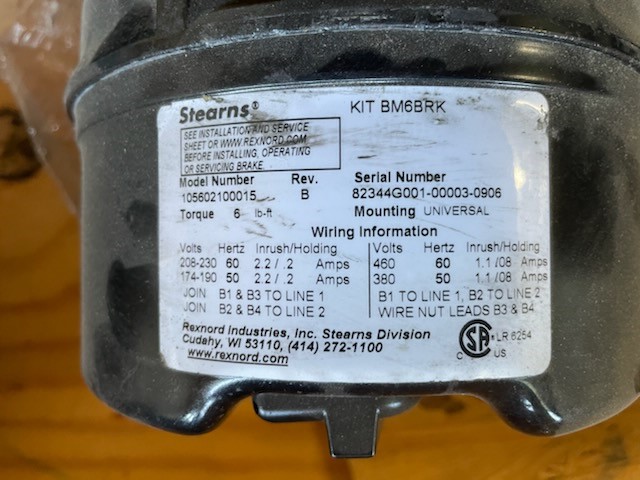 Stearns® KIT BM6BRK
SEE INSTALLATION AND SERVICE
SHEET OR WWW.REXNORD.COM
BEFORE INSTALLING, OPERATING
OR SERVICING BRAKE.
Model Number Rev. Serial Number
105602100015 B 82344G001-00003-0906
Torque 6 lb-ft Mounting UNIVERSAL
Wiring Information
Volts Hertz Inrush/Holding Volts Hertz Inrush/Holding
208-230 60 2.2/.2 Amps 460 60 1.1/08 Amps
174-190 50 2.2/.2 Amps 380 50 1.1/08 Amps
JOIN B1 & B3 TO LINE 1 B1 TO LINE 1, B2 TO LINE 2
JOIN B2 & B4 TO LINE 2 WIRE NUT LEADS B3 & B4
Rexnord Industries, Inc. Stearns Division
Cudahy, WI 53110, (414) 272-1100
www.rexnord.com
C SA US LR 6254